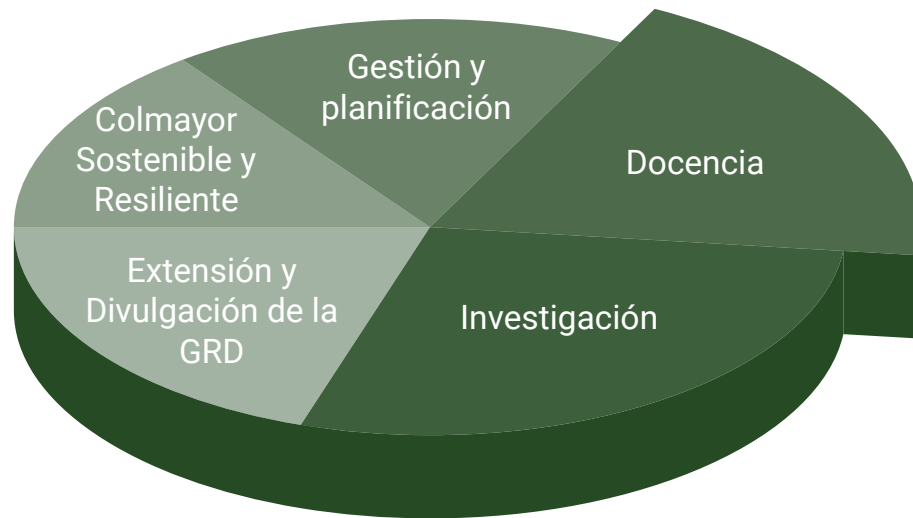 Gestión y
planificación
Colmayor
Sostenible y
Resiliente
Docencia
Extensión y
Divulgación de la
GRD
Investigación